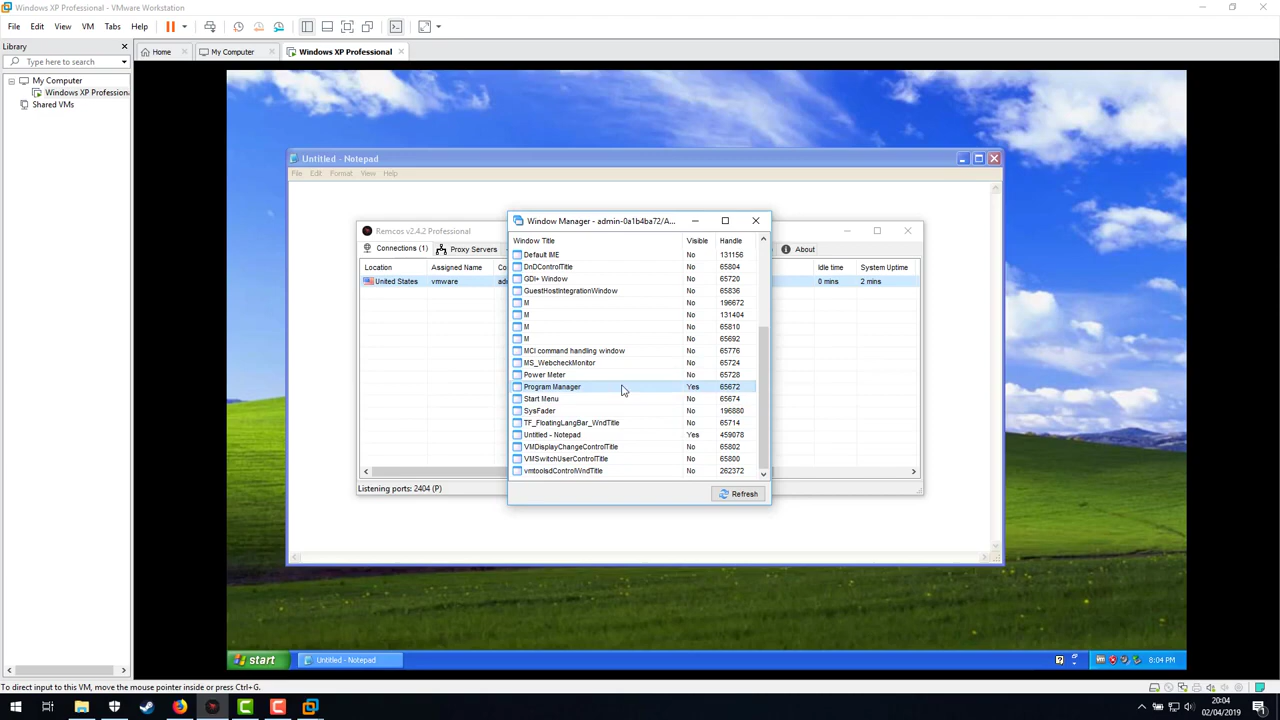 Windows XP Professional - VMware Workstation
File Edit View VM Tabs Help
Library
Type here to search
My Computer
Windows XP Profession
Shared VMs
Home My Computer Windows XP Professional
Untitled - Notepad
File Edit Format View Help
Remcos v2.4.2 Professional
Connections (1) Proxy Servers About
Location Assigned Name Co Idle time System Uptime
United States vmware ad 0 mins 2 mins
Listening ports: 2404 (P)
Window Manager - admin-0a1b4ba72/A...
Window Title Visible Handle
Default IME No 131156
DnDControlTitle No 65804
GDI+ Window No 65720
GuestHostIntegrationWindow No 65836
M No 196672
M No 131404
M No 65810
M No 65692
MCI command handling window No 65776
MS_WebcheckMonitor No 65724
Power Meter No 65728
Program Manager Yes 65672
Start Menu No 65674
SysFader No 196880
TF_FloatingLangBar_WndTitle No 65714
Untitled - Notepad Yes 459078
VMDisplayChangeControlTitle No 65802
VMSwitchUserControlTitle No 65800
vmtoolsdControlWndTitle No 262372
Refresh
start Untitled - Notepad 8:04 PM
To direct input to this VM, move the mouse pointer inside or press Ctrl+G.
20:04
02/04/2019